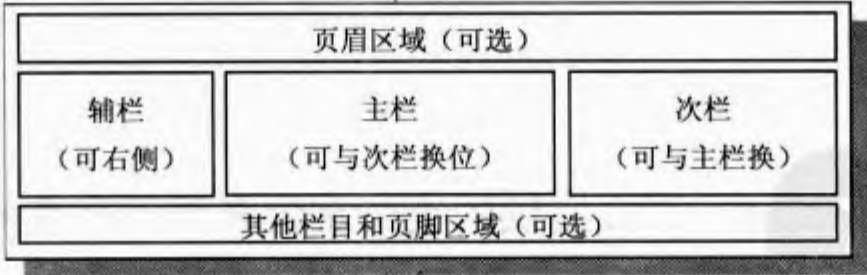 页眉区域（可选）
辅栏
（可右侧）
主栏
（可与次栏换位）
次栏
（可与主栏换）
其他栏目和页脚区域（可选）